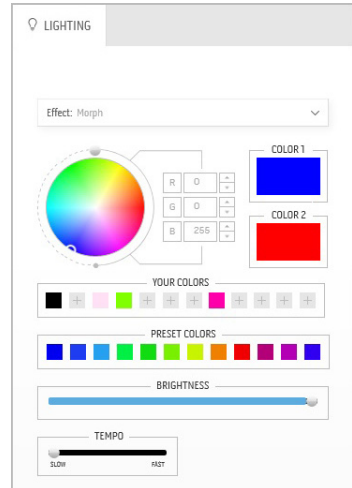 LIGHTING
Effect: Morph
COLOR 1
R 0
G 0
B 255
COLOR 2
YOUR COLORS
PRESET COLORS
BRIGHTNESS
TEMPO
SLOW FAST